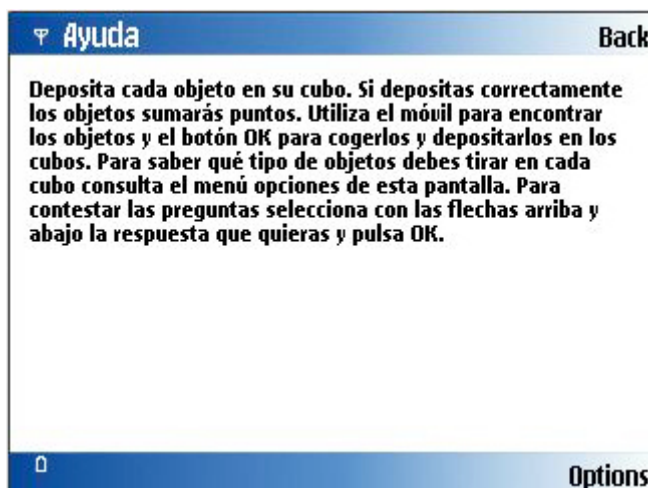 Ayuda
Back
Deposita cada objeto en su cubo. Si depositas correctamente
los objetos sumarás puntos. Utiliza el móvil para encontrar
los objetos y el botón OK para cogerlos y depositarlos en los
cubos. Para saber qué tipo de objetos debes tirar en cada
cubo consulta el menú opciones de esta pantalla. Para
contestar las preguntas selecciona con las flechas arriba y
abajo la respuesta que quieras y pulsa OK.
Options